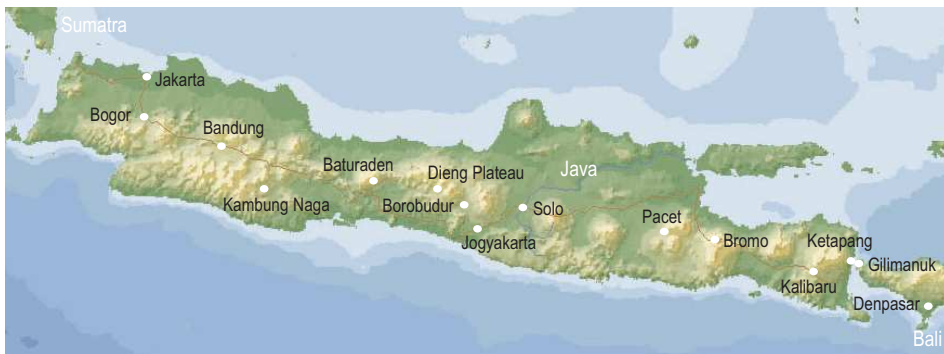 Sumatra
Jakarta
Bogor
Bandung
Baturaden
Dieng Plateau
Java
Kambung Naga
Borobudur
Solo
Pacet
Jogyakarta
Bromo
Ketapang
Gilimanuk
Kalibaru
Denpasar
Bali